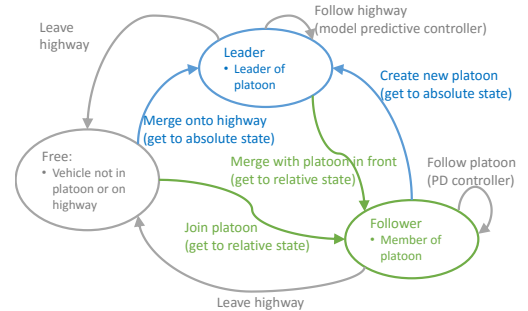 Leave
highway
Follow highway
(model predictive controller)
Leader
• Leader of
platoon
Create new platoon
(get to absolute state)
Merge onto highway
(get to absolute state)
Free:
• Vehicle not in
platoon or on
highway
Merge with platoon in front
(get to relative state)
Follow platoon
(PD controller)
Join platoon
(get to relative state)
Follower
• Member of
platoon
Leave highway